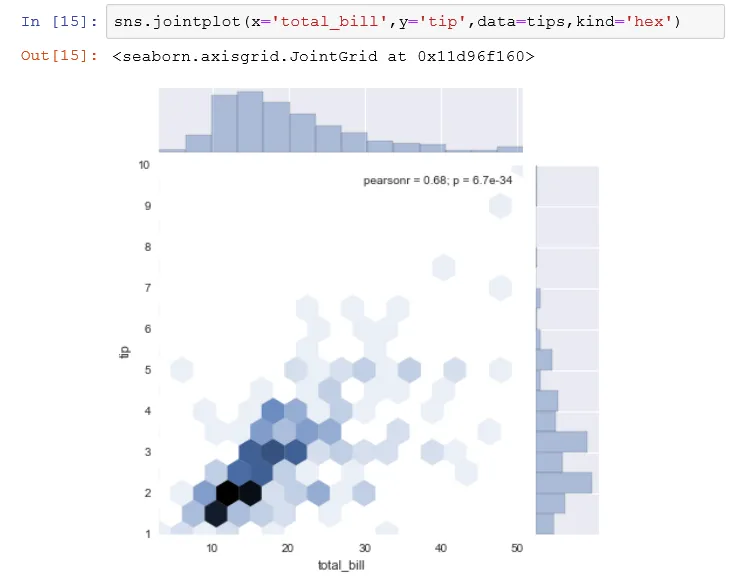 In [15]: sns.jointplot(x='total_bill',y='tip',data=tips,kind='hex')
Out[15]: <seaborn.axisgrid.JointGrid at 0x11d96f160>
10
pearsonr = 0.68; p = 6.7e-34
9
8
7
6
tip
5
4
3
2
1
10 20 30 40 50
total_bill